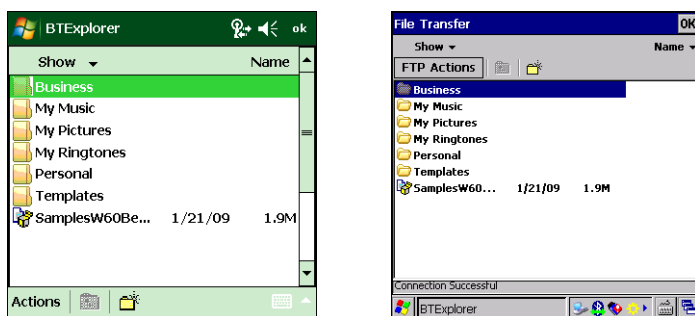 BTExplorer ok
Show Name
Business
My Music
My Pictures
My Ringtones
Personal
Templates
SamplesW60Be... 1/21/09 1.9M
Actions
File Transfer OK
Show Name
FTP Actions
Business
My Music
My Pictures
My Ringtones
Personal
Templates
SamplesW60... 1/21/09 1.9M
Connection Successful
BTExplorer